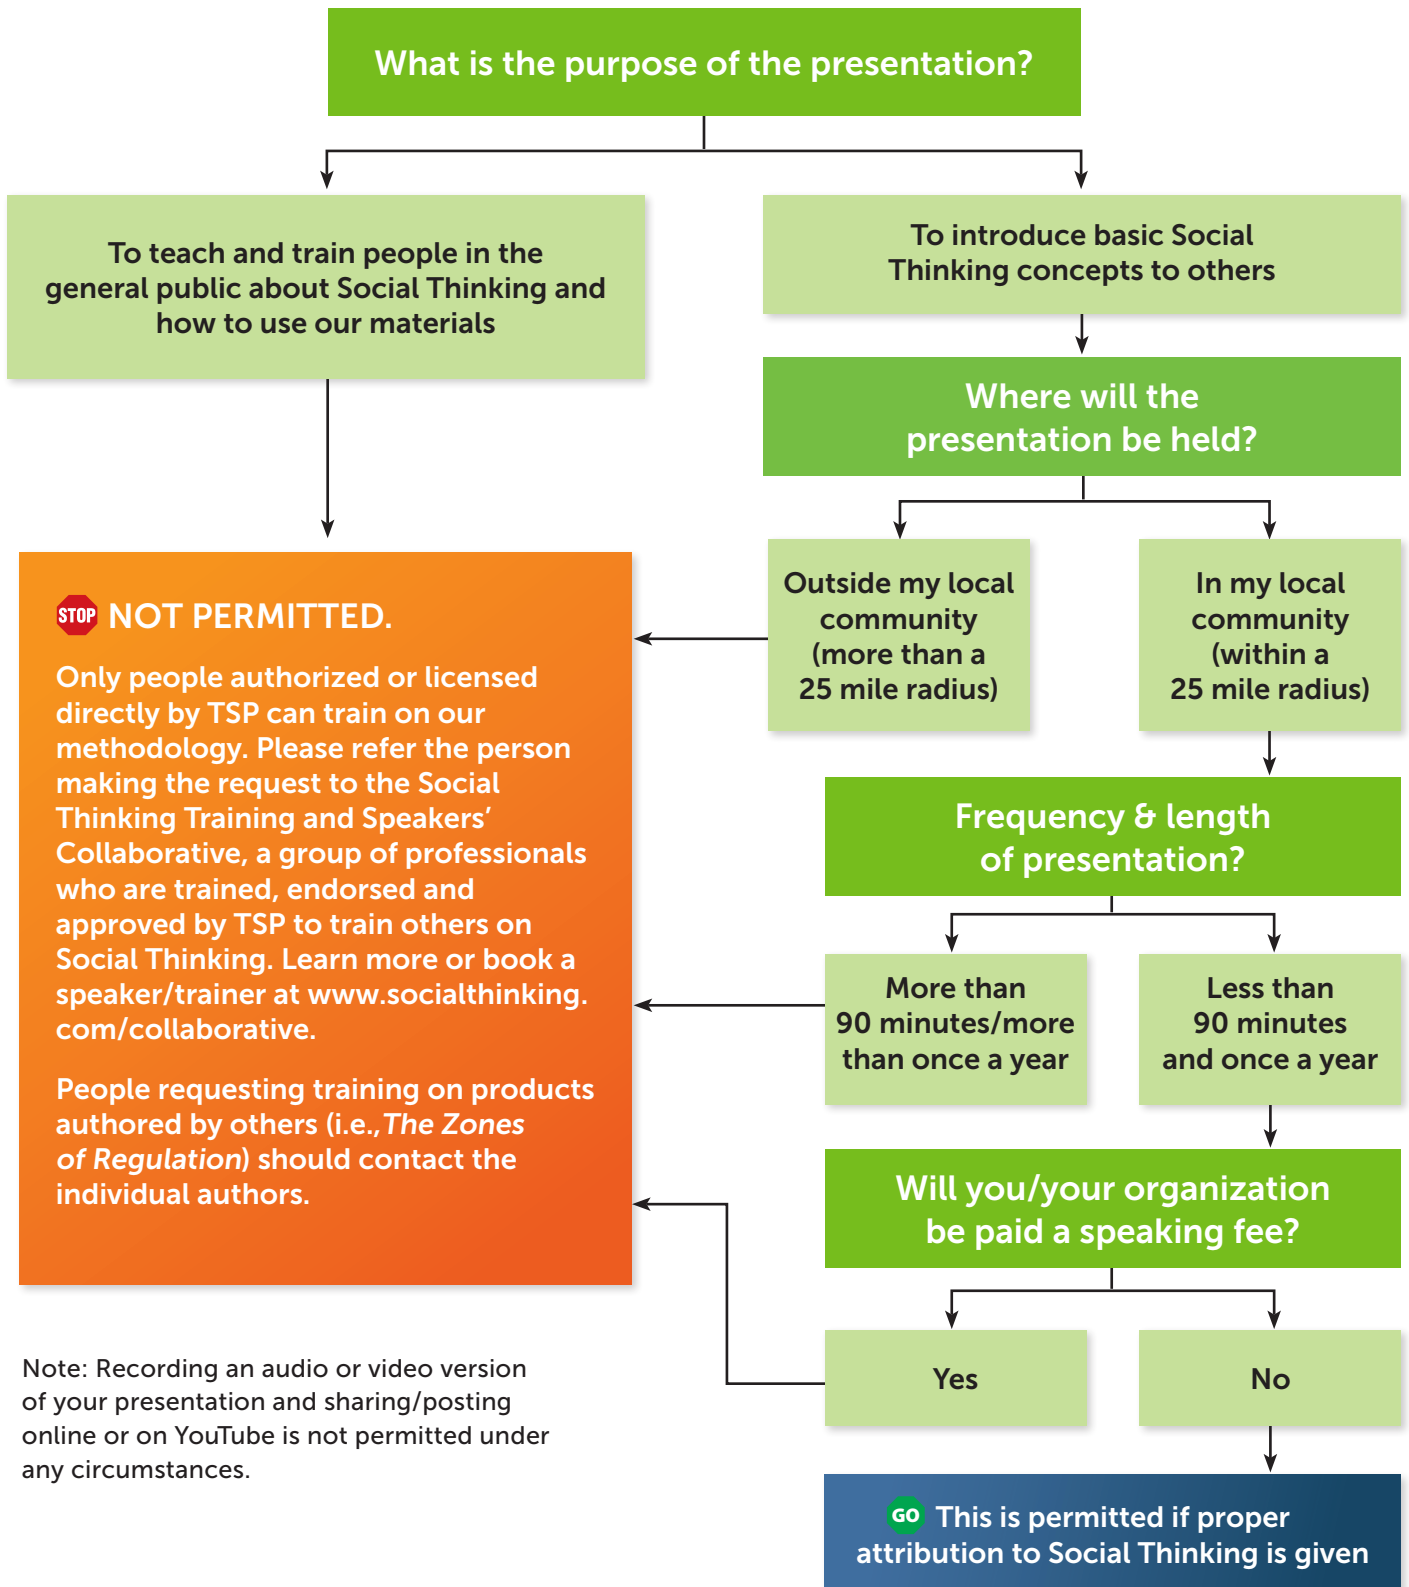 What is the purpose of the presentation?
To teach and train people in the
general public about Social Thinking and
how to use our materials
To introduce basic Social
Thinking concepts to others
Where will the
presentation be held?
Outside my local
community
(more than a
25 mile radius)
In my local
community
(within a
25 mile radius)
STOP NOT PERMITTED.
Only people authorized or licensed
directly by TSP can train on our
methodology. Please refer the person
making the request to the Social
Thinking Training and Speakers’
Collaborative, a group of professionals
who are trained, endorsed and
approved by TSP to train others on
Social Thinking. Learn more or book a
speaker/trainer at www.socialthinking.
com/collaborative.
People requesting training on products
authored by others (i.e.,The Zones
of Regulation) should contact the
individual authors.
Frequency & length
of presentation?
More than
90 minutes/more
than once a year
Less than
90 minutes
and once a year
Will you/your organization
be paid a speaking fee?
Yes
No
Note: Recording an audio or video version
of your presentation and sharing/posting
online or on YouTube is not permitted under
any circumstances.
GO This is permitted if proper
attribution to Social Thinking is given